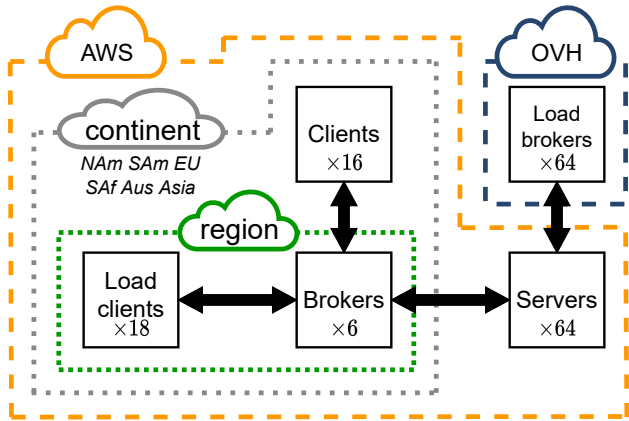 AWS
OVH
continent
NAm SAm EU
SAf Aus Asia
Clients
×16
Load
brokers
×64
region
Load
clients
×18
Brokers
×6
Servers
×64